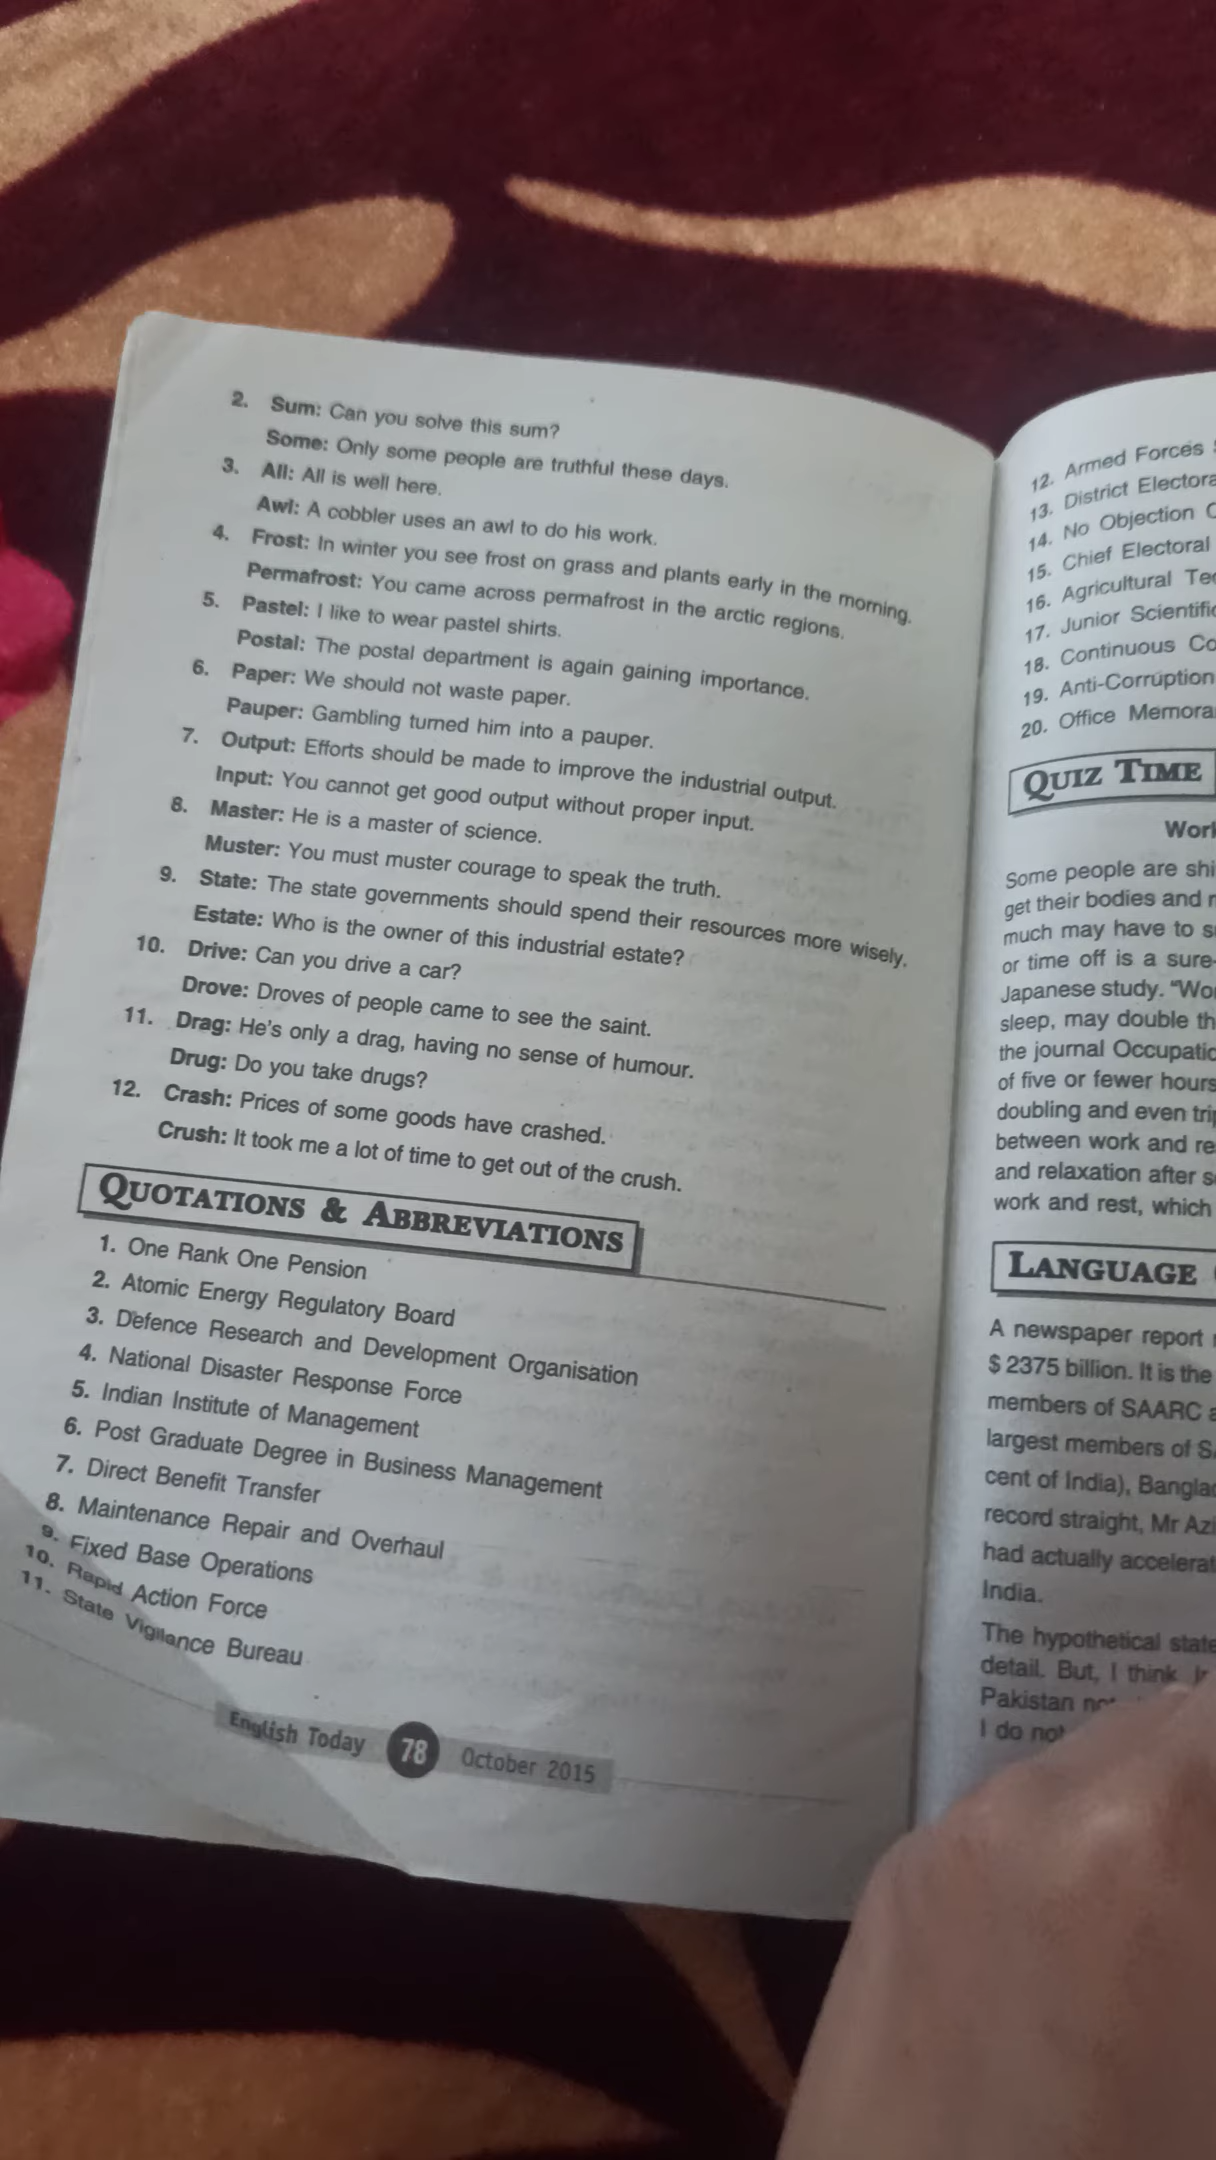 2. Sum: Can you solve this sum?
Some: Only some people are truthful these days.
3. All: All is well here.
Awl: A cobbler uses an awl to do his work.
4. Frost: In winter you see frost on grass and plants early in the morning.
Permafrost: You came across permafrost in the arctic regions.
5. Pastel: I like to wear pastel shirts.
Postal: The postal department is again gaining importance.
6. Paper: We should not waste paper.
Pauper: Gambling turned him into a pauper.
7. Output: Efforts should be made to improve the industrial output.
Input: You cannot get good output without proper input.
8. Master: He is a master of science.
Muster: You must muster courage to speak the truth.
9. State: The state governments should spend their resources more wisely.
Estate: Who is the owner of this industrial estate?
10. Drive: Can you drive a car?
Drove: Droves of people came to see the saint.
11. Drag: He's only a drag, having no sense of humour.
Drug: Do you take drugs?
12. Crash: Prices of some goods have crashed.
Crush: It took me a lot of time to get out of the crush.
QUOTATIONS & ABBREVIATIONS
1. One Rank One Pension
2. Atomic Energy Regulatory Board
3. Defence Research and Development Organisation
4. National Disaster Response Force
5. Indian Institute of Management
6. Post Graduate Degree in Business Management
7. Direct Benefit Transfer
8. Maintenance Repair and Overhaul
9. Fixed Base Operations
10. Rapid Action Force
11. State Vigilance Bureau
English Today 78 October 2015
12. Armed Forces
13. District
14. No Objection
15. Chief Electoral
16. Agricultural
17. Junior
18. Continuous
19. Anti-Corruption
20. Office
QUIZ TIME
Some people are
get their bodies and
much may have to
or time off is a sure-
Japanese study.
sleep, may double
the journal
of five or fewer hours
doubling and even
between work and
and relaxation after
work and rest, which
LANGUAGE
A newspaper report
$ 2375 billion. It is the
members of SAARC
largest members of
cent of India),
record straight, Mr
had actually
India.
The hypothetical
detail. But, I think
Pakistan
I do not